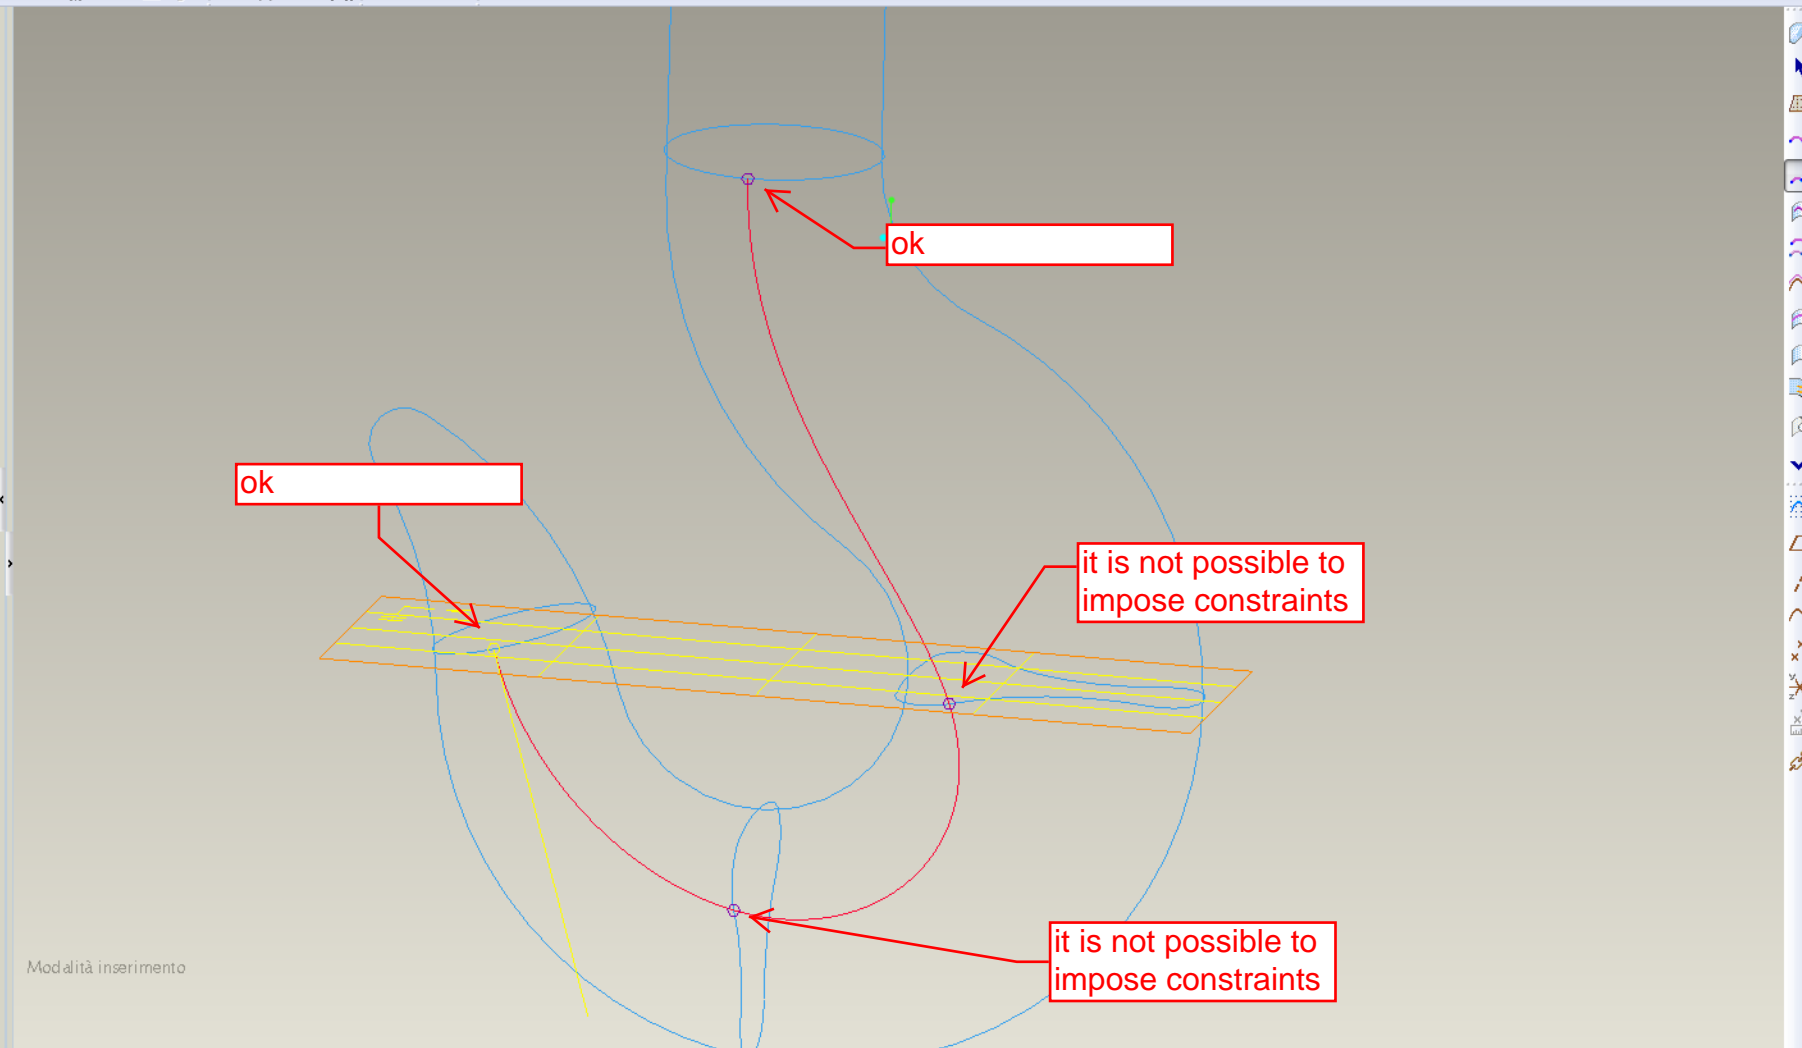 ok
ok
it is not possible to
impose constraints
it is not possible to
impose constraints
Modalità inserimento